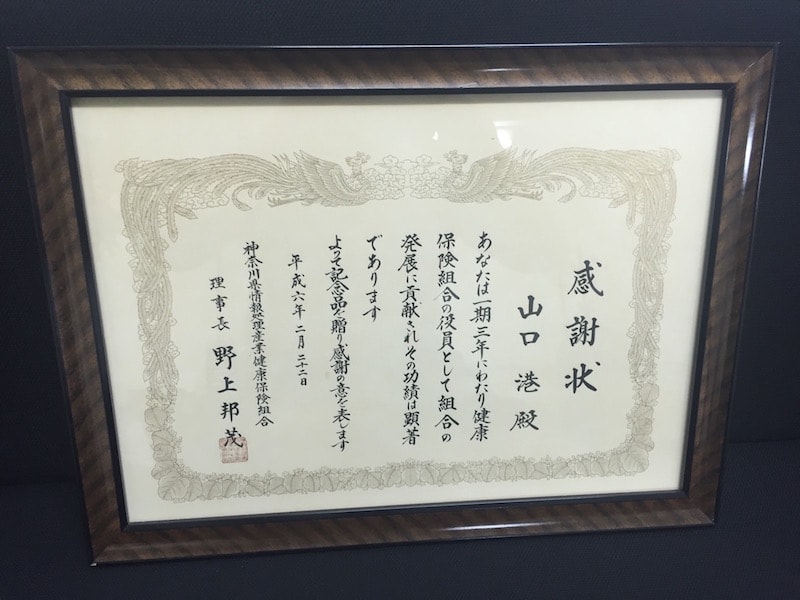 感謝状
山口 港 殿
あなたは一期三年にわたり健康
保険組合の役員として組合の
発展に貢献されその功績は顕著
であります
よって記念品を贈り感謝の意を表します
平成六年二月二十二日
神奈川県情報処理産業健康保険組合
理事長 野上邦茂